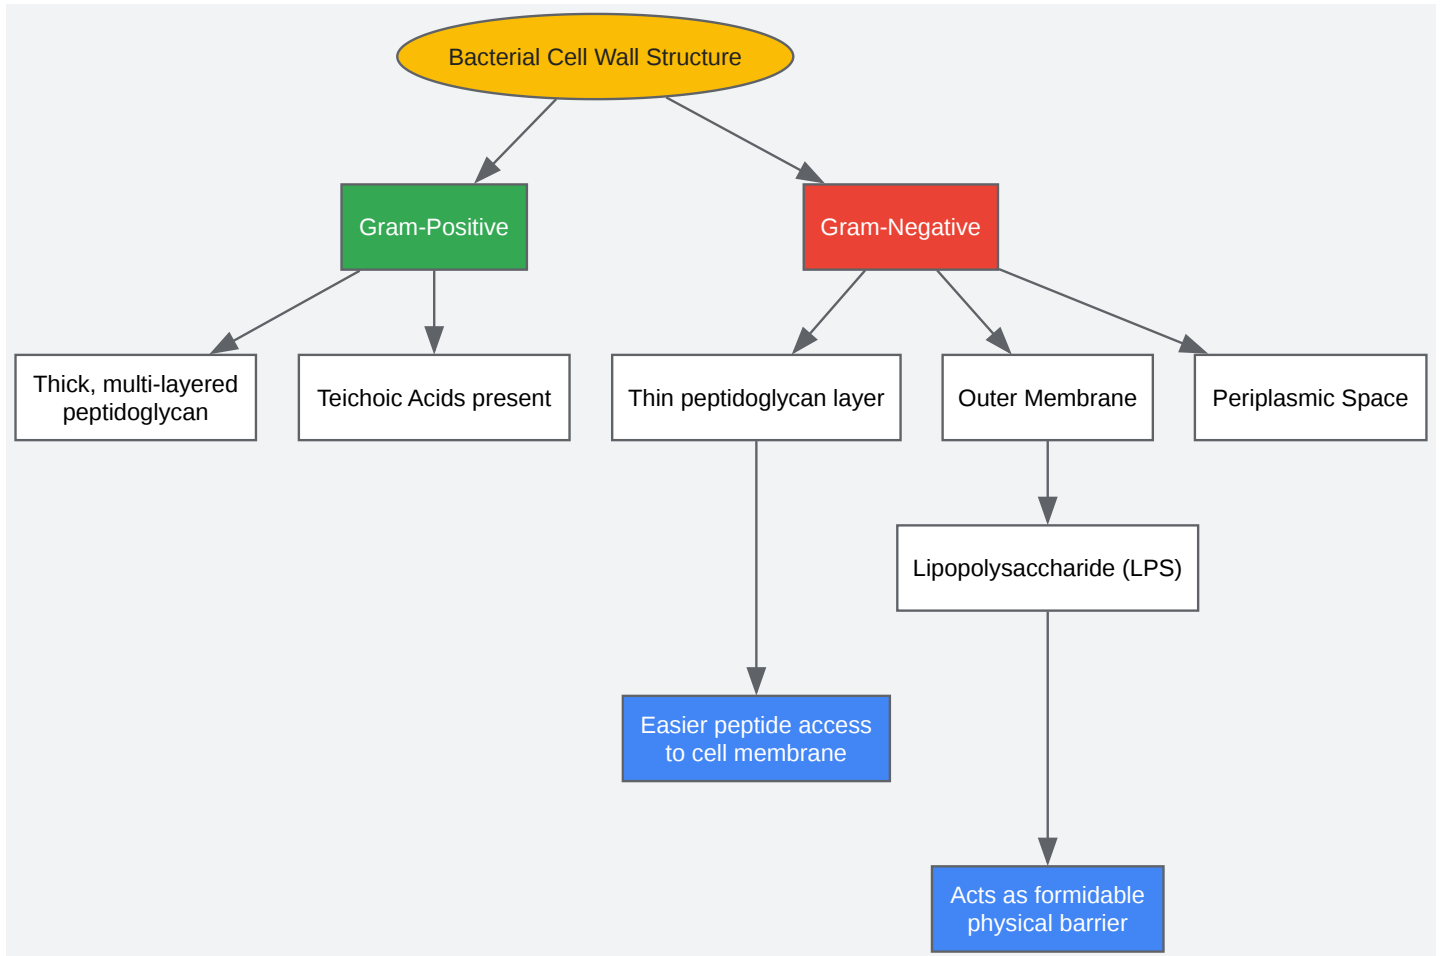 Bacterial Cell Wall Structure
Gram-Positive
Gram-Negative
Thick, multi-layered
peptidoglycan
Teichoic Acids present
Thin peptidoglycan layer
Outer Membrane
Periplasmic Space
Lipopolysaccharide (LPS)
Easier peptide access
to cell membrane
Acts as formidable
physical barrier